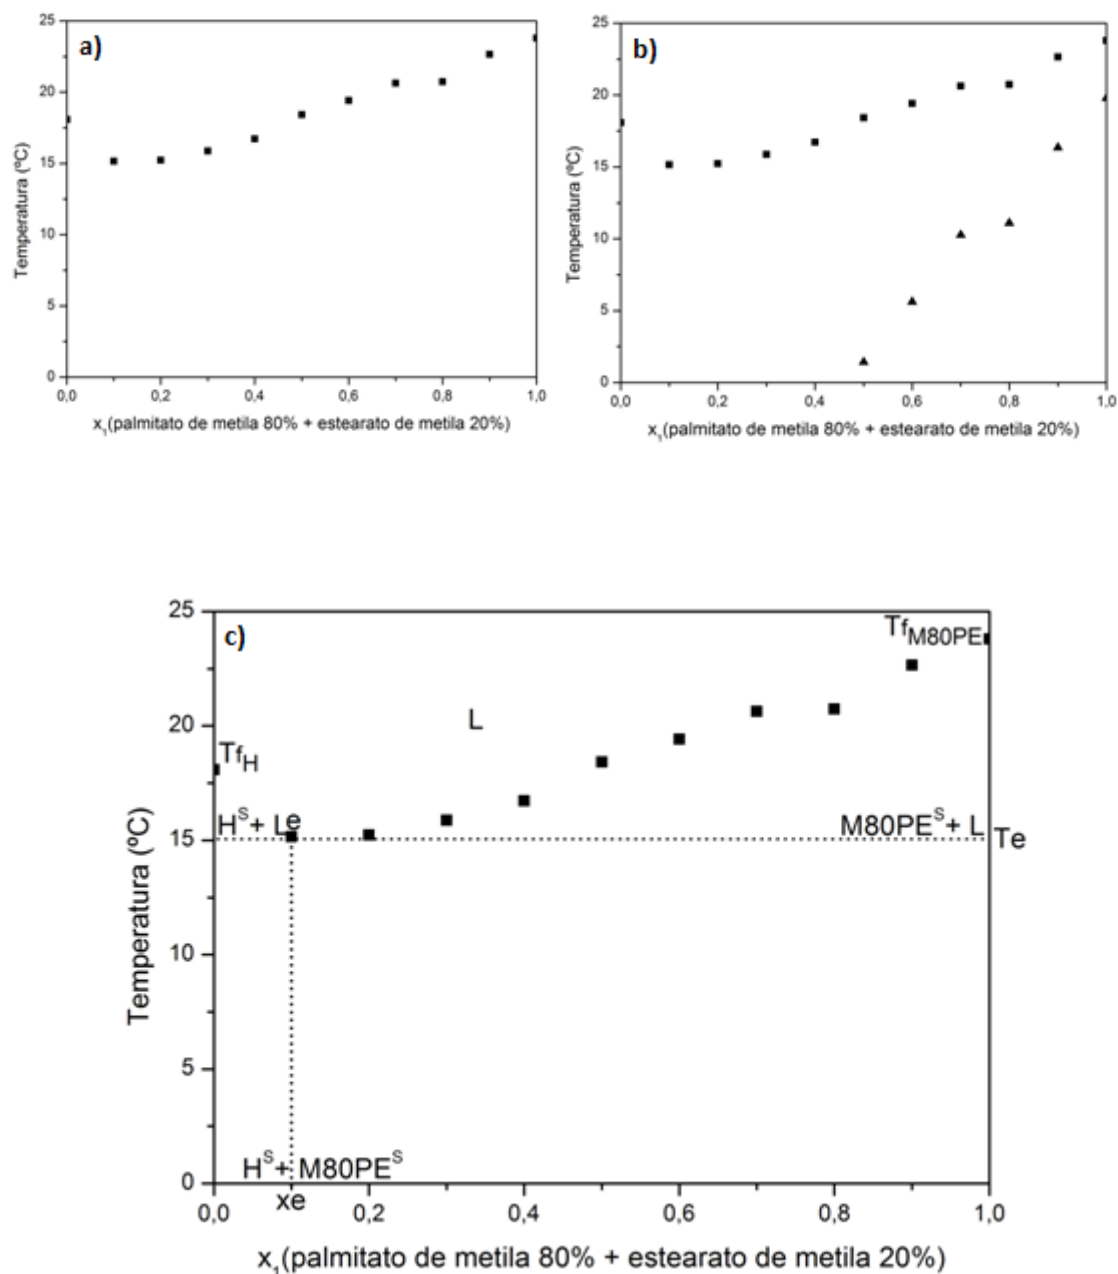 a)
25
20
15
10
5
0
Temperatura (ºC)
0,0 0,2 0,4 0,6 0,8 1,0
x1(palmitato de metila 80% + estearato de metila 20%)
b)
25
20
15
10
5
0
Temperatura (ºC)
0,0 0,2 0,4 0,6 0,8 1,0
x1(palmitato de metila 80% + estearato de metila 20%)
c)
25
20
15
10
5
0
Temperatura (ºC)
TfM80PE
L
TfH
HS+ Le
M80PES+ L
Te
HS+ M80PES
xe
0,0 0,2 0,4 0,6 0,8 1,0
x1(palmitato de metila 80% + estearato de metila 20%)